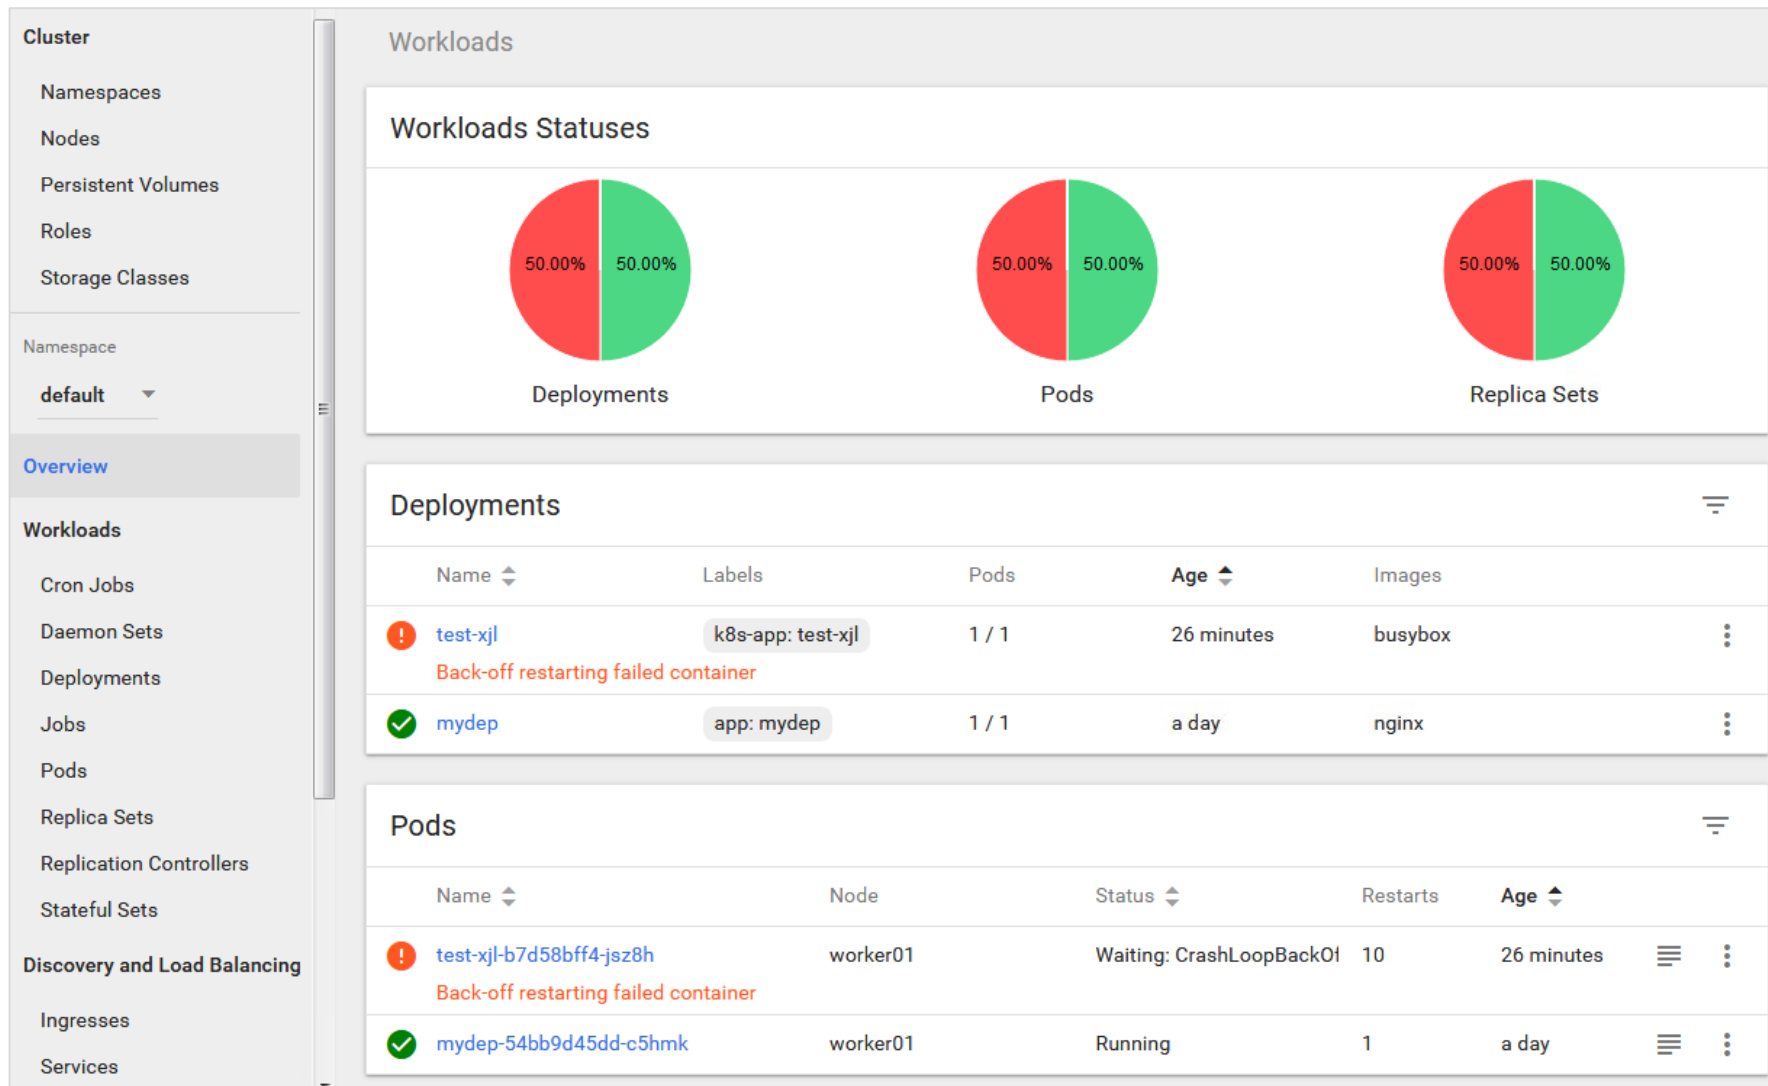 Cluster
Namespaces
Nodes
Persistent Volumes
Roles
Storage Classes
Namespace
default
Overview
Workloads
Cron Jobs
Daemon Sets
Deployments
Jobs
Pods
Replica Sets
Replication Controllers
Stateful Sets
Discovery and Load Balancing
Ingresses
Services
Workloads
Workloads Statuses
50.00% 50.00% 50.00% 50.00% 50.00% 50.00%
Deployments Pods Replica Sets
Deployments
Name Labels Pods Age Images
test-xjl k8s-app: test-xjl 1 / 1 26 minutes busybox
Back-off restarting failed container
mydep app: mydep 1 / 1 a day nginx
Pods
Name Node Status Restarts Age
test-xjl-b7d58bff4-jsz8h worker01 Waiting: CrashLoopBackOf 10 26 minutes
Back-off restarting failed container
mydep-54bb9d45dd-c5hmk worker01 Running 1 a day